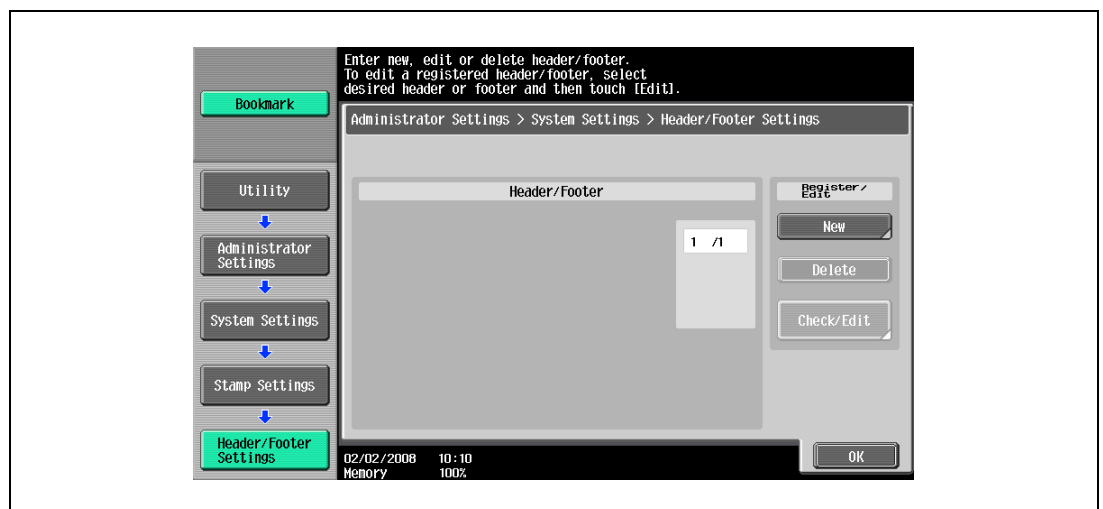 Enter new, edit or delete header/footer.
To edit a registered header/footer, select
desired header or footer and then touch [Edit].
Bookmark
Administrator Settings > System Settings > Header/Footer Settings
Utility
Administrator
Settings
System Settings
Stamp Settings
Header/Footer
Settings
Header/Footer
1 /1
Register/
Edit
New
Delete
Check/Edit
02/02/2008 10:10
Memory 100%
OK